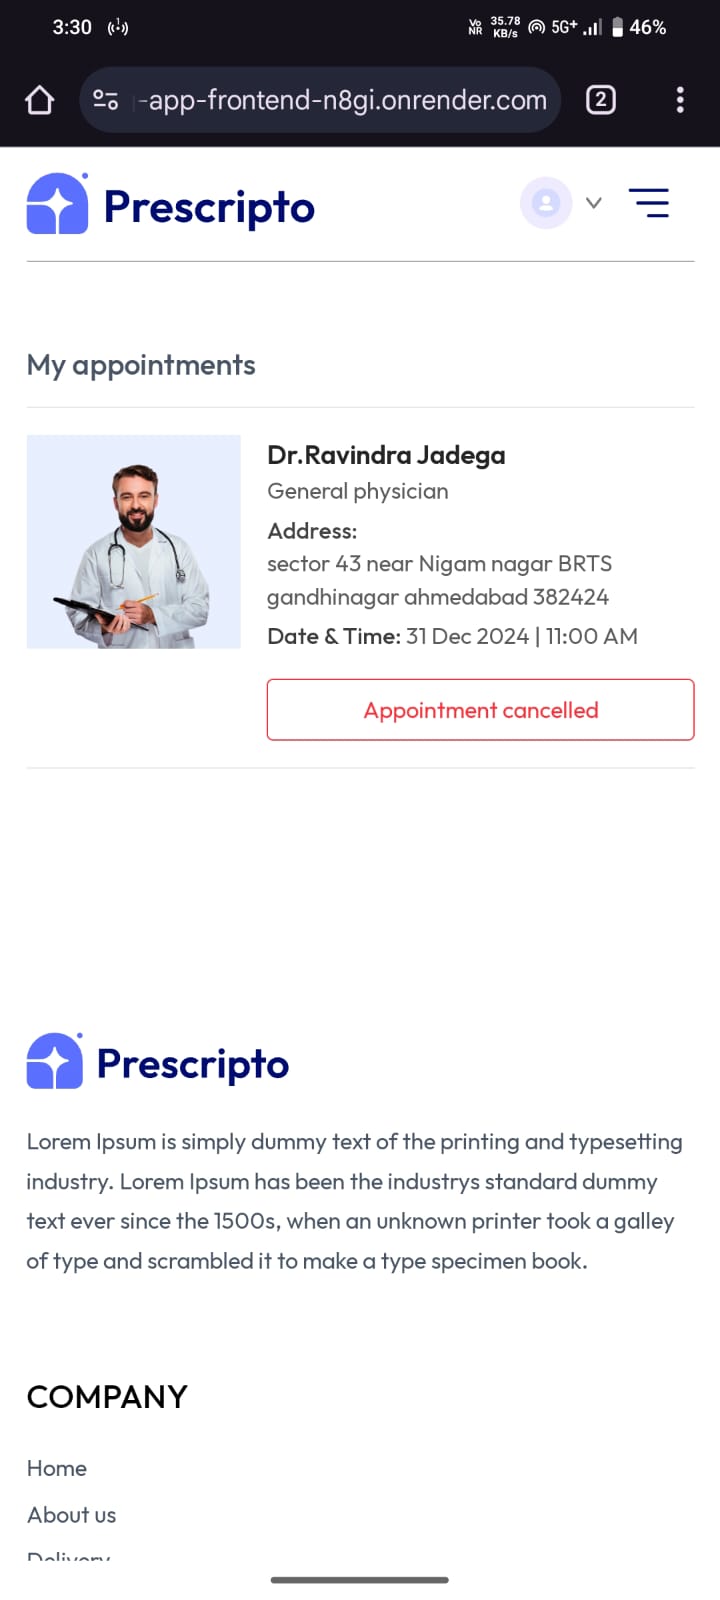 3:30
Vo NR 35.78 KB/s 5G+ 46%
-app-frontend-n8gi.onrender.com 2
Prescripto
My appointments
Dr.Ravindra Jadega
General physician
Address:
sector 43 near Nigam nagar BRTS
gandhinagar ahmedabad 382424
Date & Time: 31 Dec 2024 | 11:00 AM
Appointment cancelled
Prescripto
Lorem Ipsum is simply dummy text of the printing and typesetting
industry. Lorem Ipsum has been the industrys standard dummy
text ever since the 1500s, when an unknown printer took a galley
of type and scrambled it to make a type specimen book.
COMPANY
Home
About us
Delivery